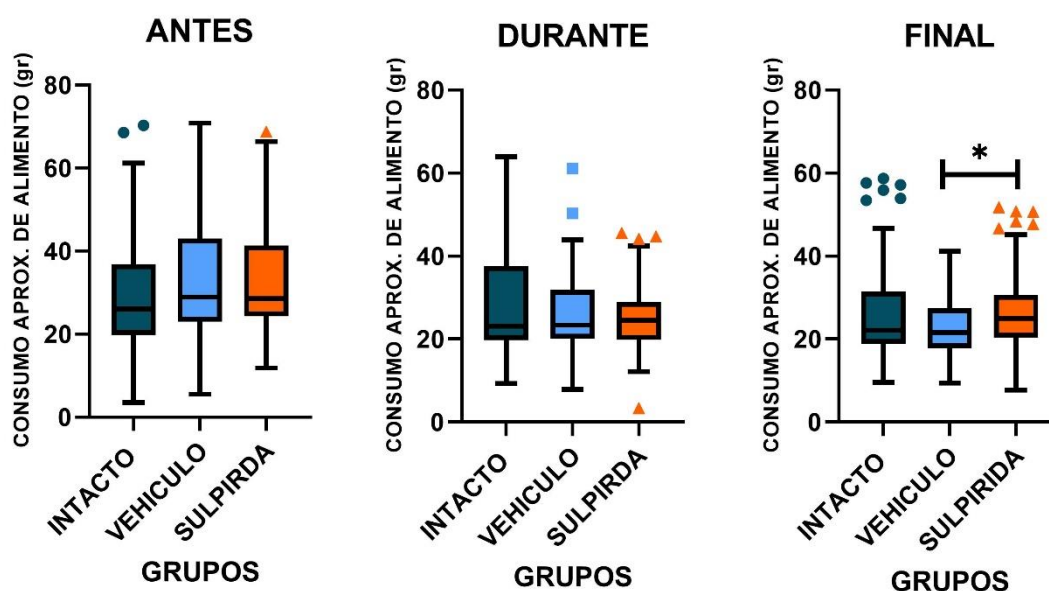 ANTES
CONSUMO APROX. DE ALIMENTO (gr)
80
60
40
20
0
INTACTO
VEHICULO
SULPIRDA
GRUPOS
DURANTE
CONSUMO APROX. DE ALIMENTO (gr)
80
60
40
20
0
INTACTO
VEHICULO
SULPIRDA
GRUPOS
FINAL
CONSUMO APROX. DE ALIMENTO (gr)
80
60
40
20
0
*
INTACTO
VEHICULO
SULPIRIDA
GRUPOS